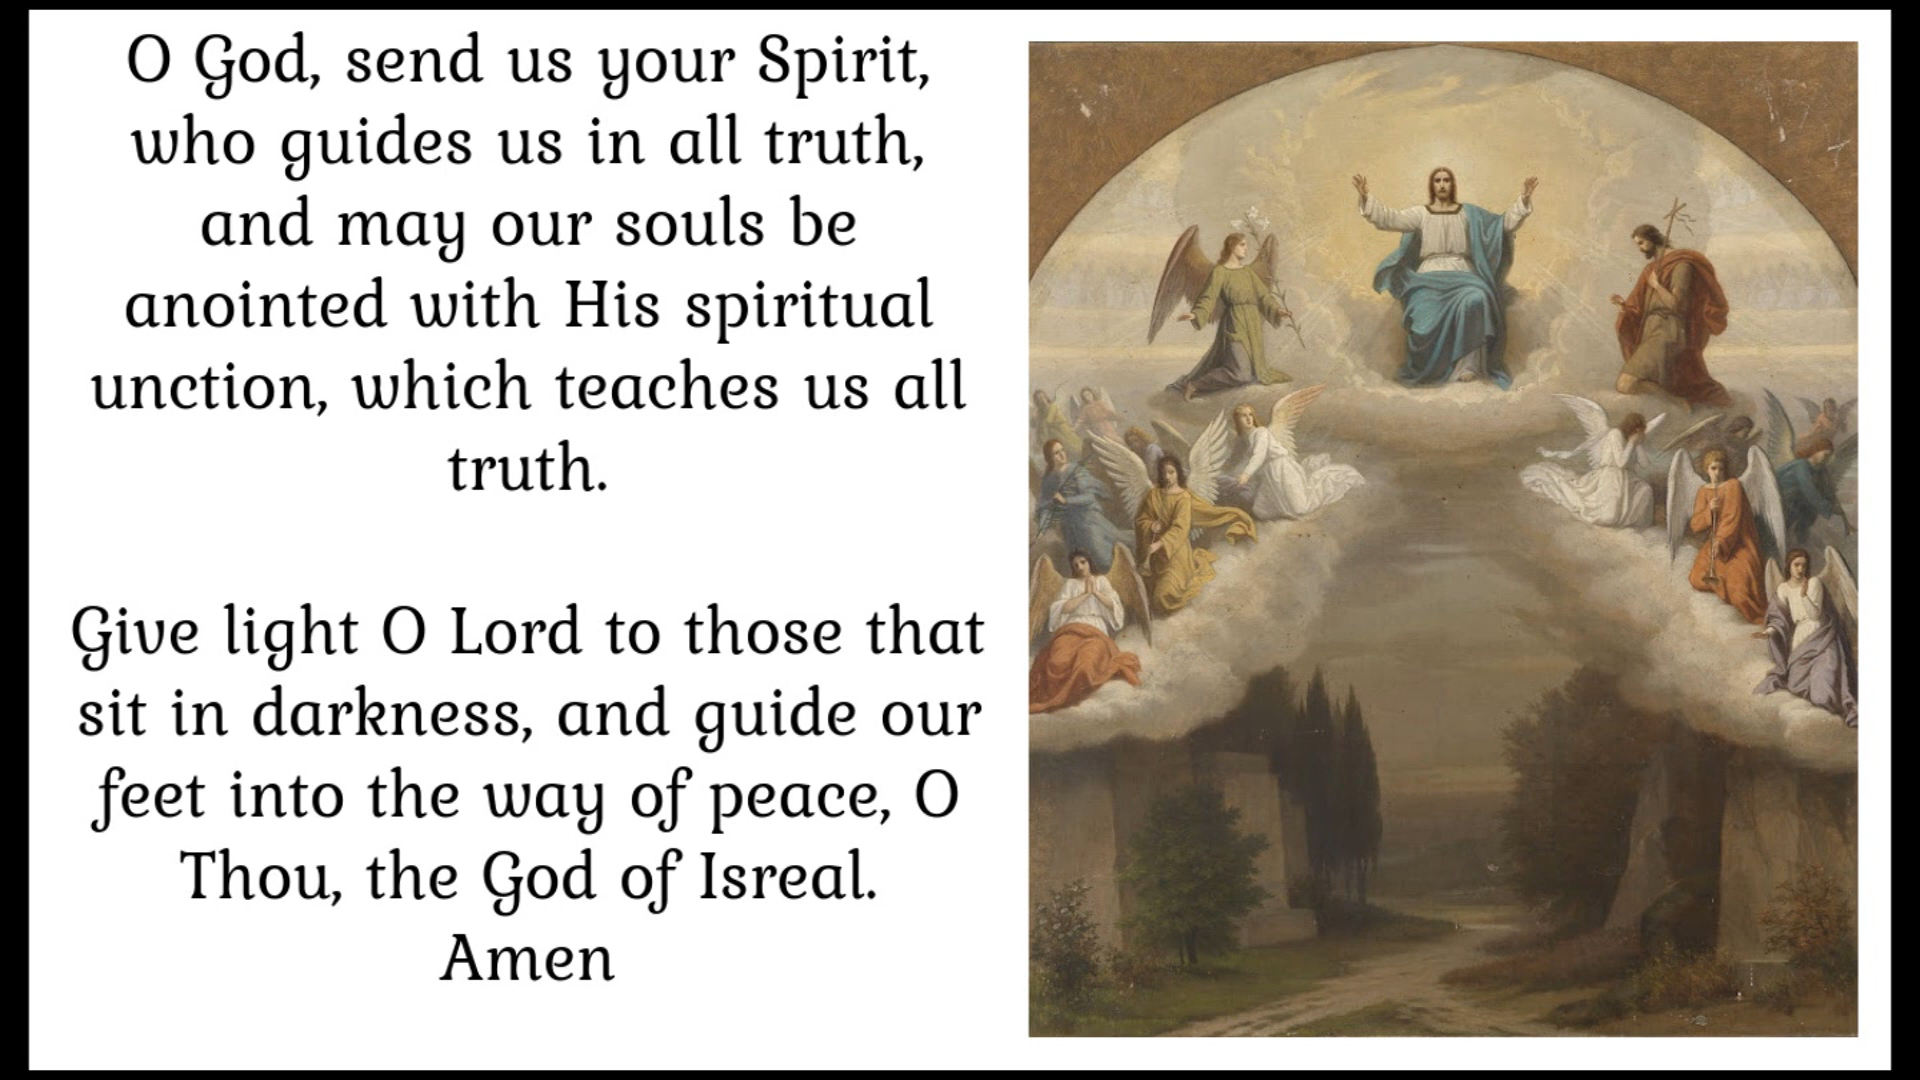 O God, send us your Spirit,
who guides us in all truth,
and may our souls be
anointed with His spiritual
unction, which teaches us all
truth.
Give light O Lord to those that
sit in darkness, and guide our
feet into the way of peace, O
Thou, the God of Isreal.
Amen